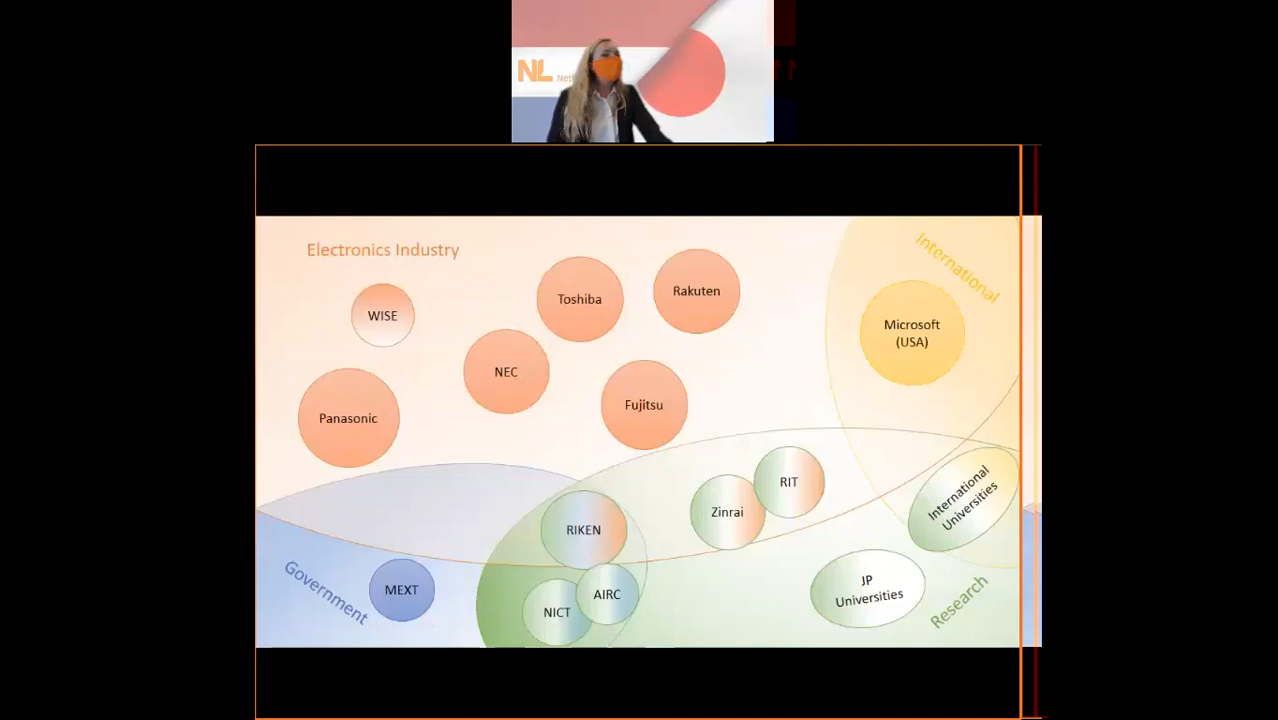 NL
Electronics Industry
International
WISE
Toshiba
Rakuten
Microsoft
(USA)
NEC
Panasonic
Fujitsu
RIT
Zinrai
International
Universities
RIKEN
Government
MEXT
NICT
AIRC
JP
Universities
Research